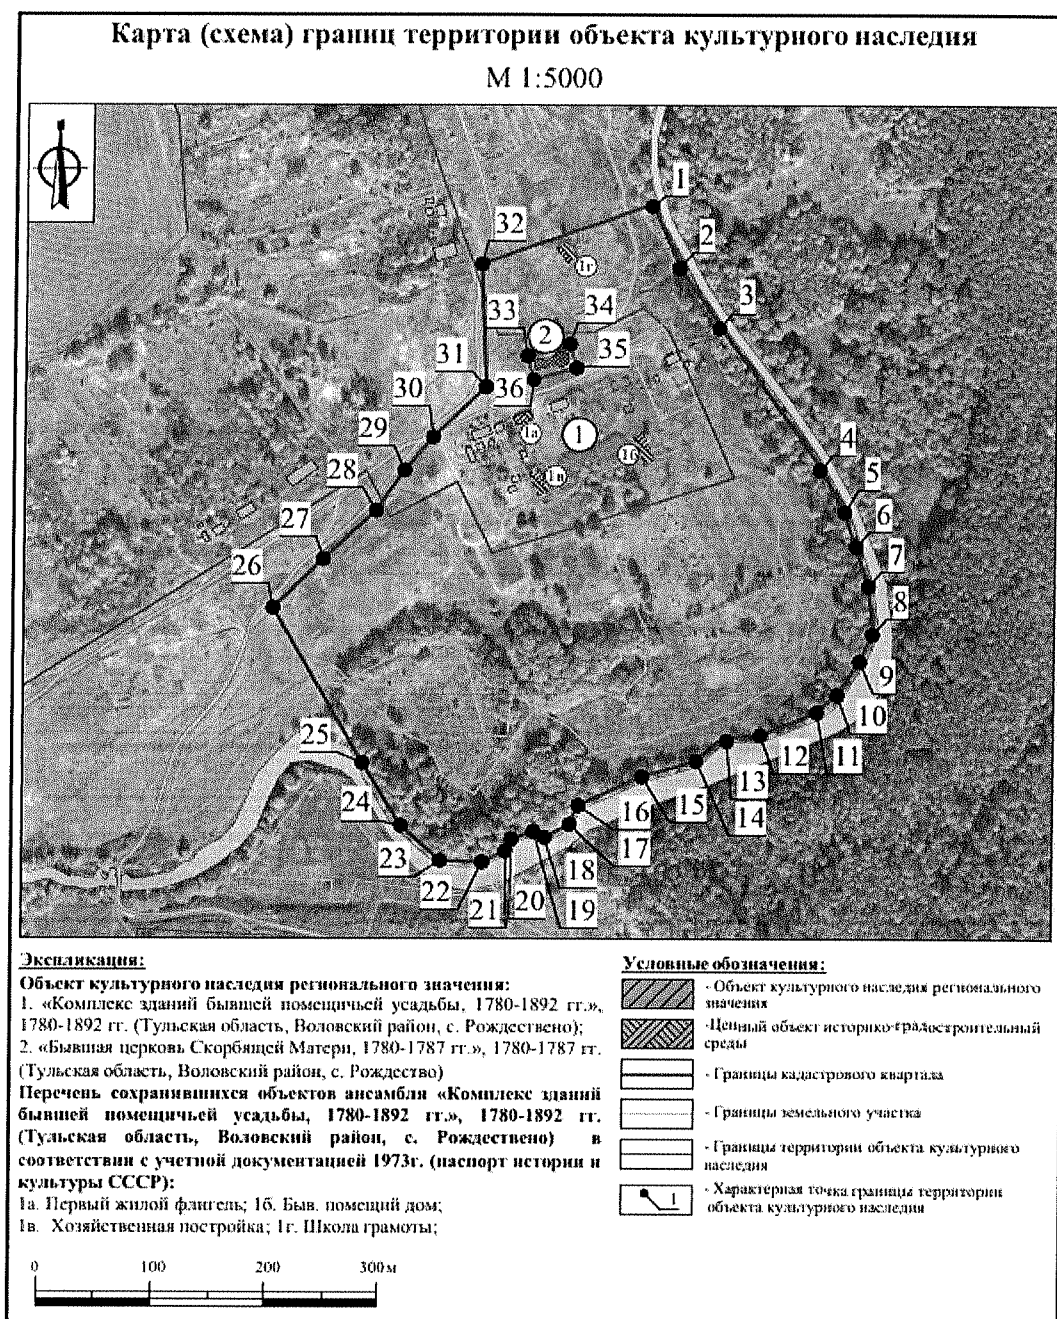 Карта (схема) границ территории объекта культурного наследия
М 1:5000
1
2
3
4
5
6
7
8
9
10
11
12
13
14
15
16
17
18
19
20
21
22
23
24
25
26
27
28
29
30
31
32
33
34
35
36
1
2
1а
1б
1в
1г
Экспликация:
Объект культурного наследия регионального значения:
1. «Комплекс зданий бывшей помещичьей усадьбы, 1780-1892 гг.»,
1780-1892 гг. (Тульская область, Воловский район, с. Рождествено);
2. «Бывшая церковь Скорбящей Матери, 1780-1787 гг.», 1780-1787 гг.
(Тульская область, Воловский район, с. Рождество)
Перечень сохранившихся объектов ансамбля «Комплекс зданий
бывшей помещичьей усадьбы, 1780-1892 гг.», 1780-1892 гг.
(Тульская область, Воловский район, с. Рождествено) в
соответствии с учетной документацией 1973г. (паспорт истории и
культуры СССР):
1а. Первый жилой флигель; 1б. Быв. помещий дом;
1в. Хозяйственная постройка; 1г. Школа грамоты;
0 100 200 300м
Условные обозначения:
- Объект культурного наследия регионального
значения
-Ценный объект историко-градостроительный
среды
- Границы кадастрового квартала
- Границы земельного участка
- Границы территории объекта культурного
наследия
1
- Характерная точка границы территории
объекта культурного наследия